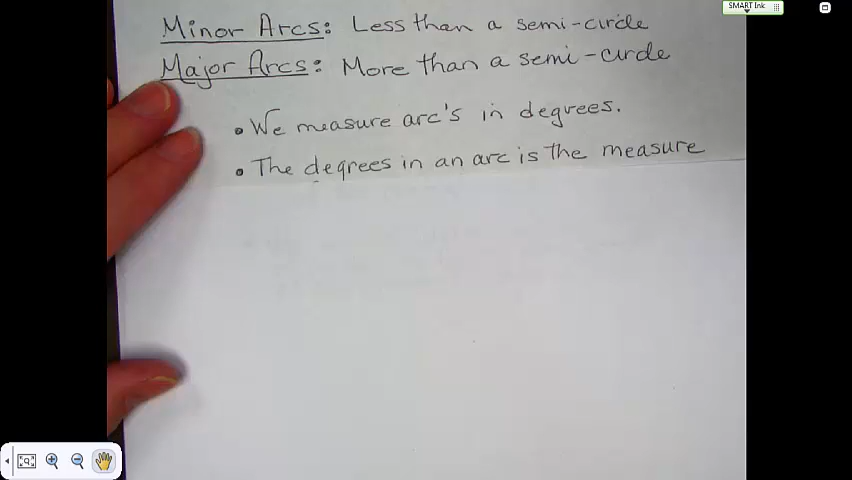 SMART Ink
Minor Arcs: Less than a semi-circle
Major Arcs: More than a semi-circle
• We measure arc's in degrees.
• The degrees in an arc is the measure